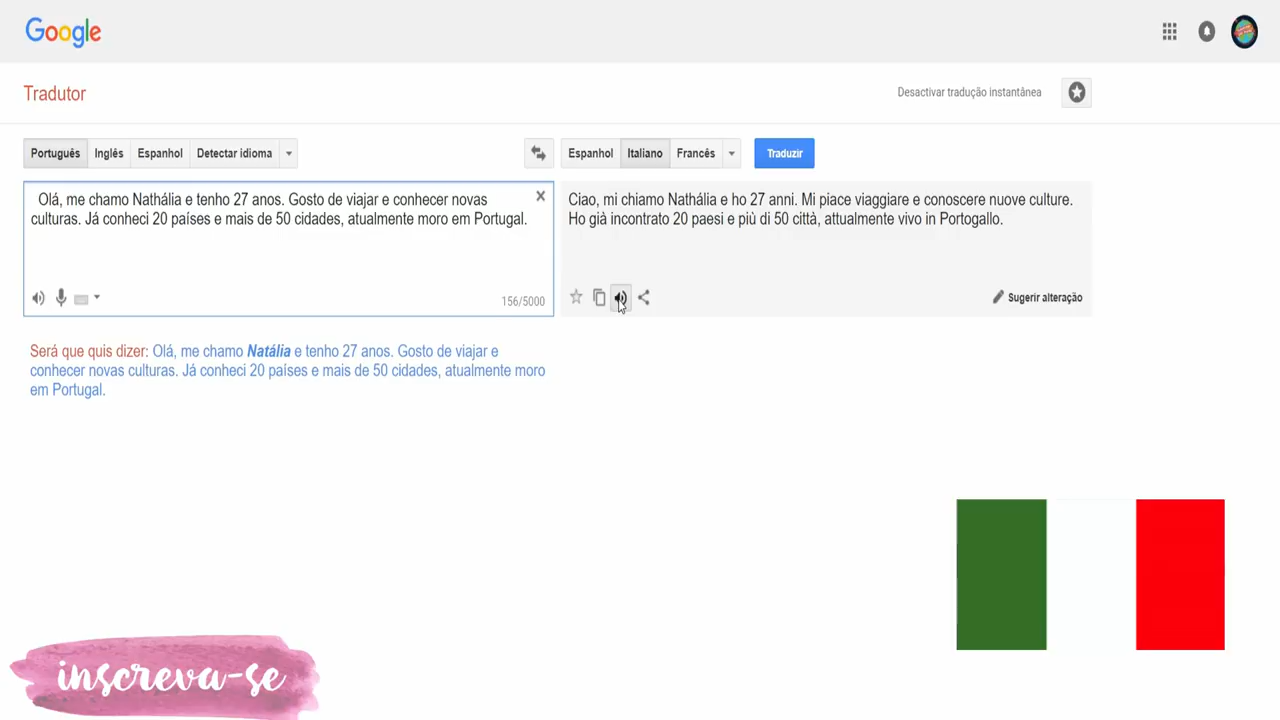 Google
Tradutor
Desactivar tradução instantânea
Português
Inglês
Espanhol
Detectar idioma
Espanhol
Italiano
Francês
Traduzir
Olá, me chamo Nathália e tenho 27 anos. Gosto de viajar e conhecer novas
culturas. Já conheci 20 países e mais de 50 cidades, atualmente moro em Portugal.
156/5000
Ciao, mi chiamo Nathália e ho 27 anni. Mi piace viaggiare e conoscere nuove culture.
Ho già incontrato 20 paesi e più di 50 città, attualmente vivo in Portogallo.
Sugerir alteração
Será que quis dizer: Olá, me chamo Natália e tenho 27 anos. Gosto de viajar e
conhecer novas culturas. Já conheci 20 países e mais de 50 cidades, atualmente moro
em Portugal.
inscreva-se